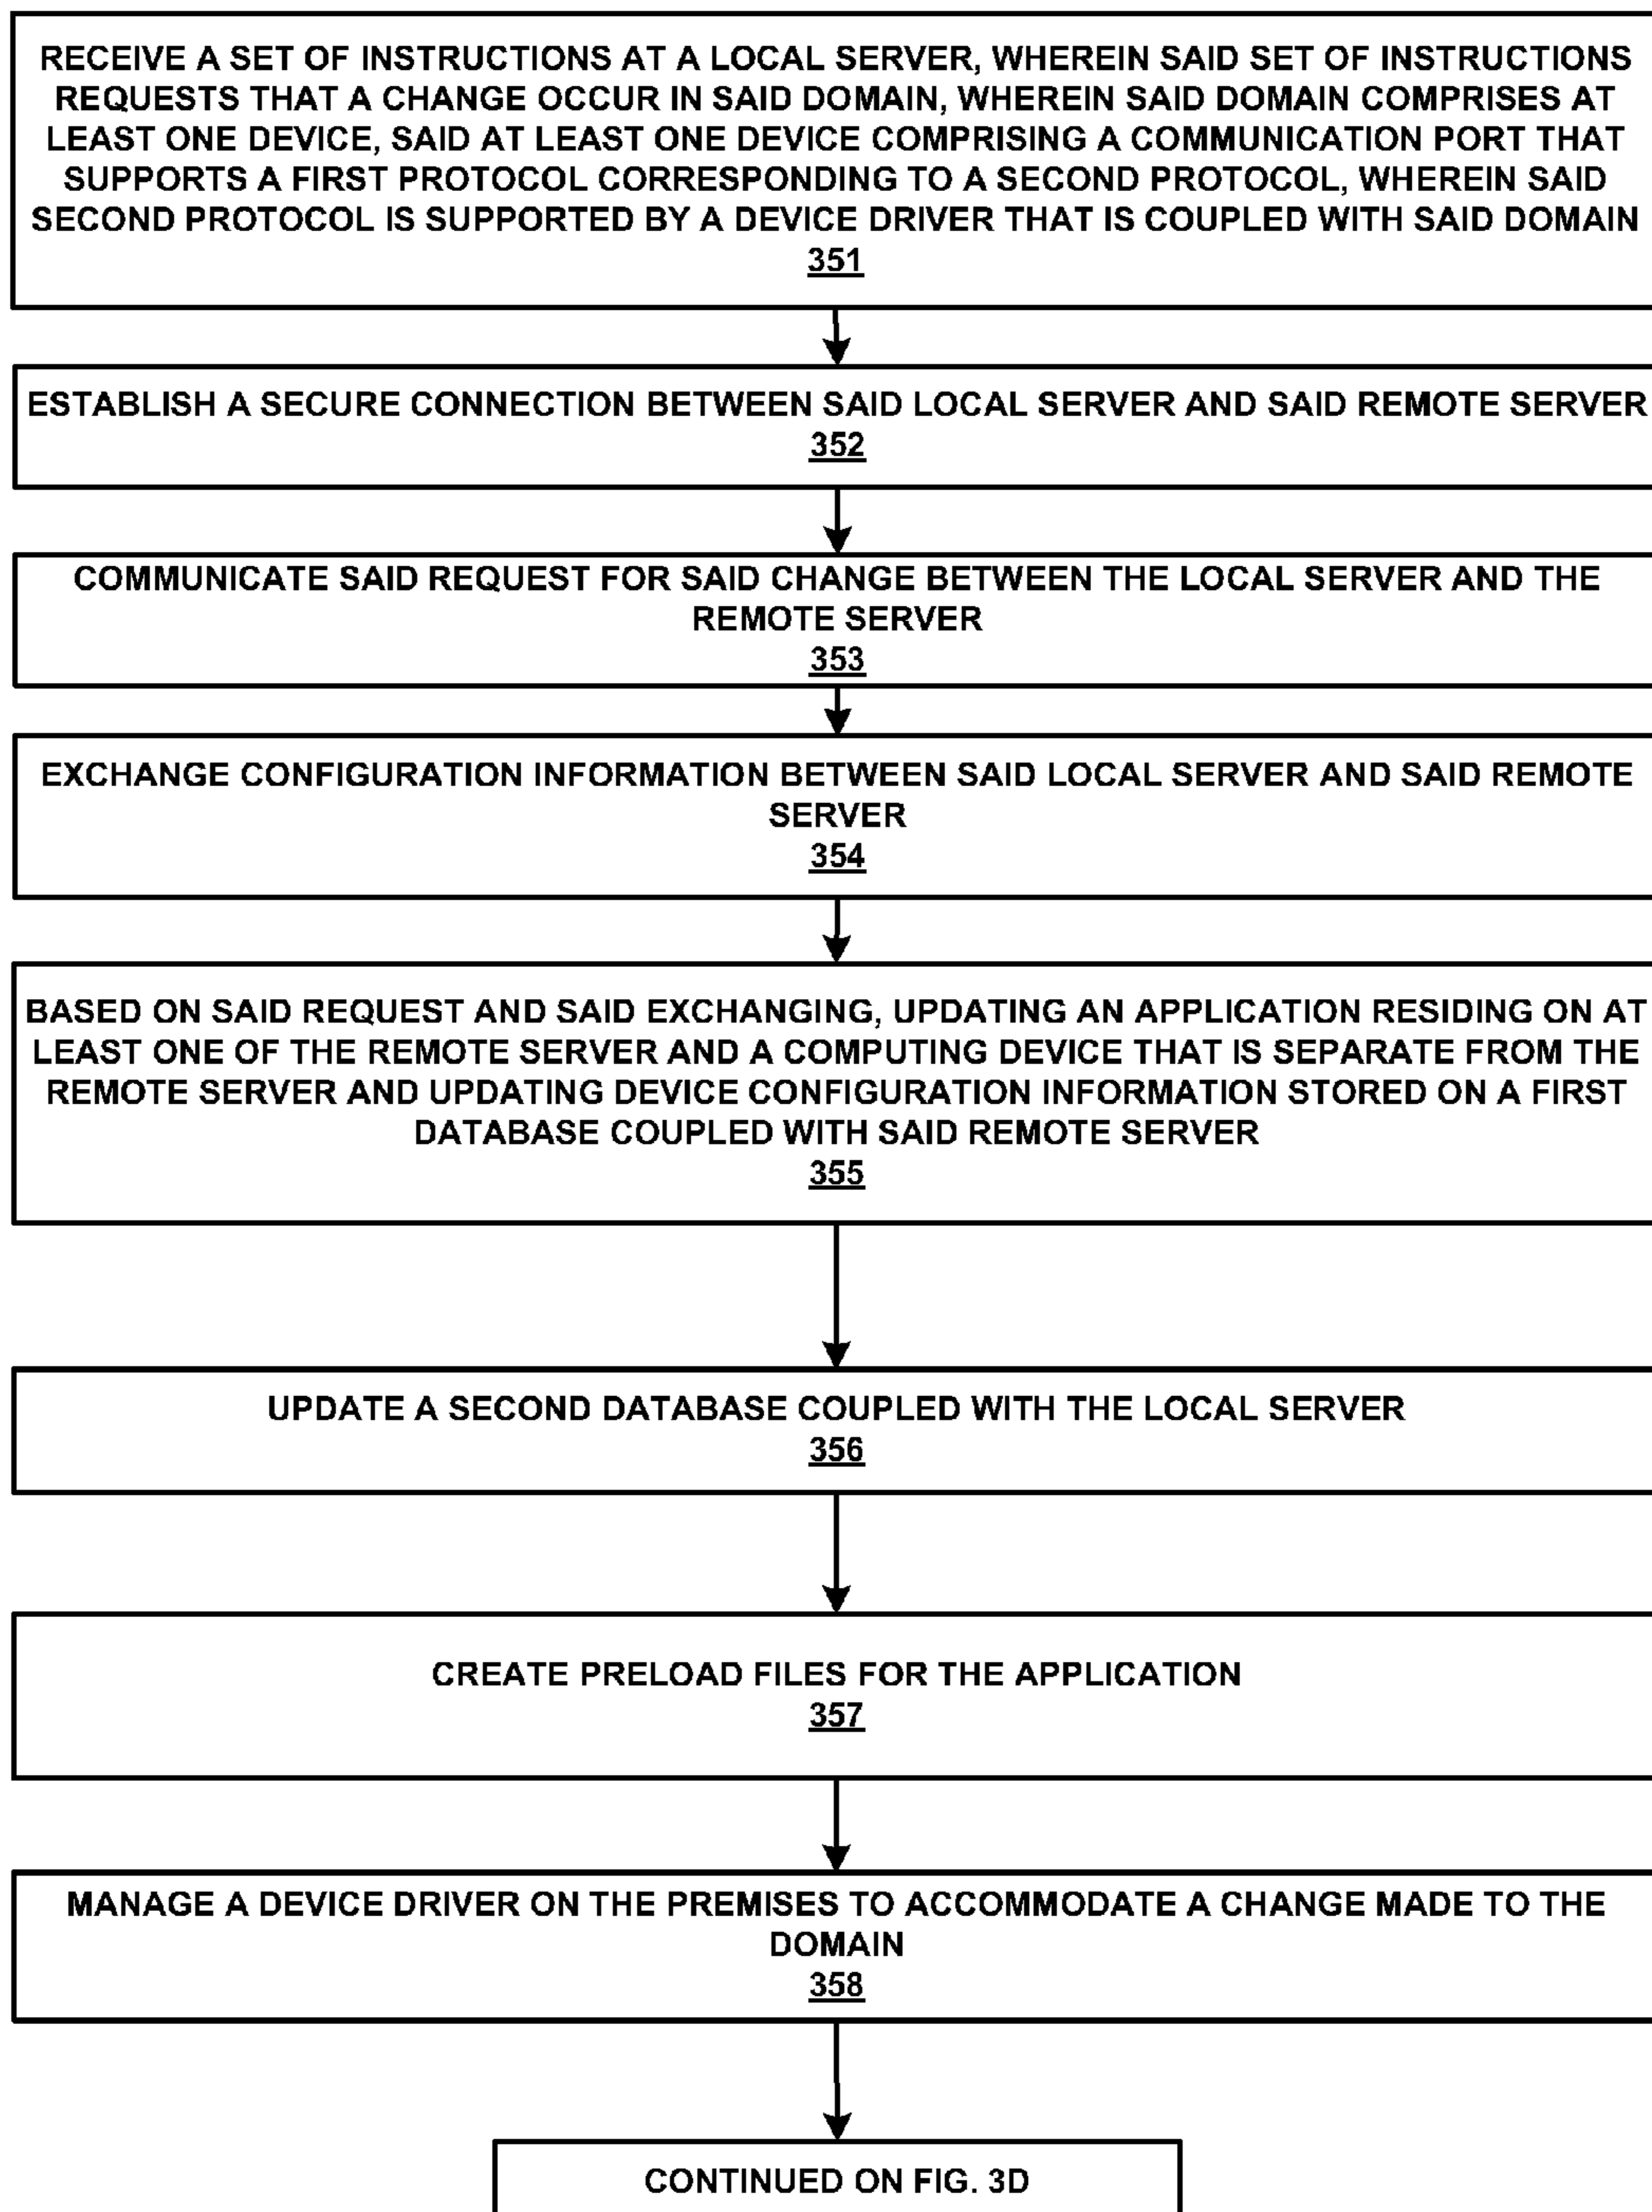 RECEIVE A SET OF INSTRUCTIONS AT A LOCAL SERVER, WHEREIN SAID SET OF INSTRUCTIONS
REQUESTS THAT A CHANGE OCCUR IN SAID DOMAIN, WHEREIN SAID DOMAIN COMPRISES AT
LEAST ONE DEVICE, SAID AT LEAST ONE DEVICE COMPRISING A COMMUNICATION PORT THAT
SUPPORTS A FIRST PROTOCOL CORRESPONDING TO A SECOND PROTOCOL, WHEREIN SAID
SECOND PROTOCOL IS SUPPORTED BY A DEVICE DRIVER THAT IS COUPLED WITH SAID DOMAIN
351
ESTABLISH A SECURE CONNECTION BETWEEN SAID LOCAL SERVER AND SAID REMOTE SERVER
352
COMMUNICATE SAID REQUEST FOR SAID CHANGE BETWEEN THE LOCAL SERVER AND THE
REMOTE SERVER
353
EXCHANGE CONFIGURATION INFORMATION BETWEEN SAID LOCAL SERVER AND SAID REMOTE
SERVER
354
BASED ON SAID REQUEST AND SAID EXCHANGING, UPDATING AN APPLICATION RESIDING ON AT
LEAST ONE OF THE REMOTE SERVER AND A COMPUTING DEVICE THAT IS SEPARATE FROM THE
REMOTE SERVER AND UPDATING DEVICE CONFIGURATION INFORMATION STORED ON A FIRST
DATABASE COUPLED WITH SAID REMOTE SERVER
355
UPDATE A SECOND DATABASE COUPLED WITH THE LOCAL SERVER
356
CREATE PRELOAD FILES FOR THE APPLICATION
357
MANAGE A DEVICE DRIVER ON THE PREMISES TO ACCOMMODATE A CHANGE MADE TO THE
DOMAIN
358
CONTINUED ON FIG. 3D